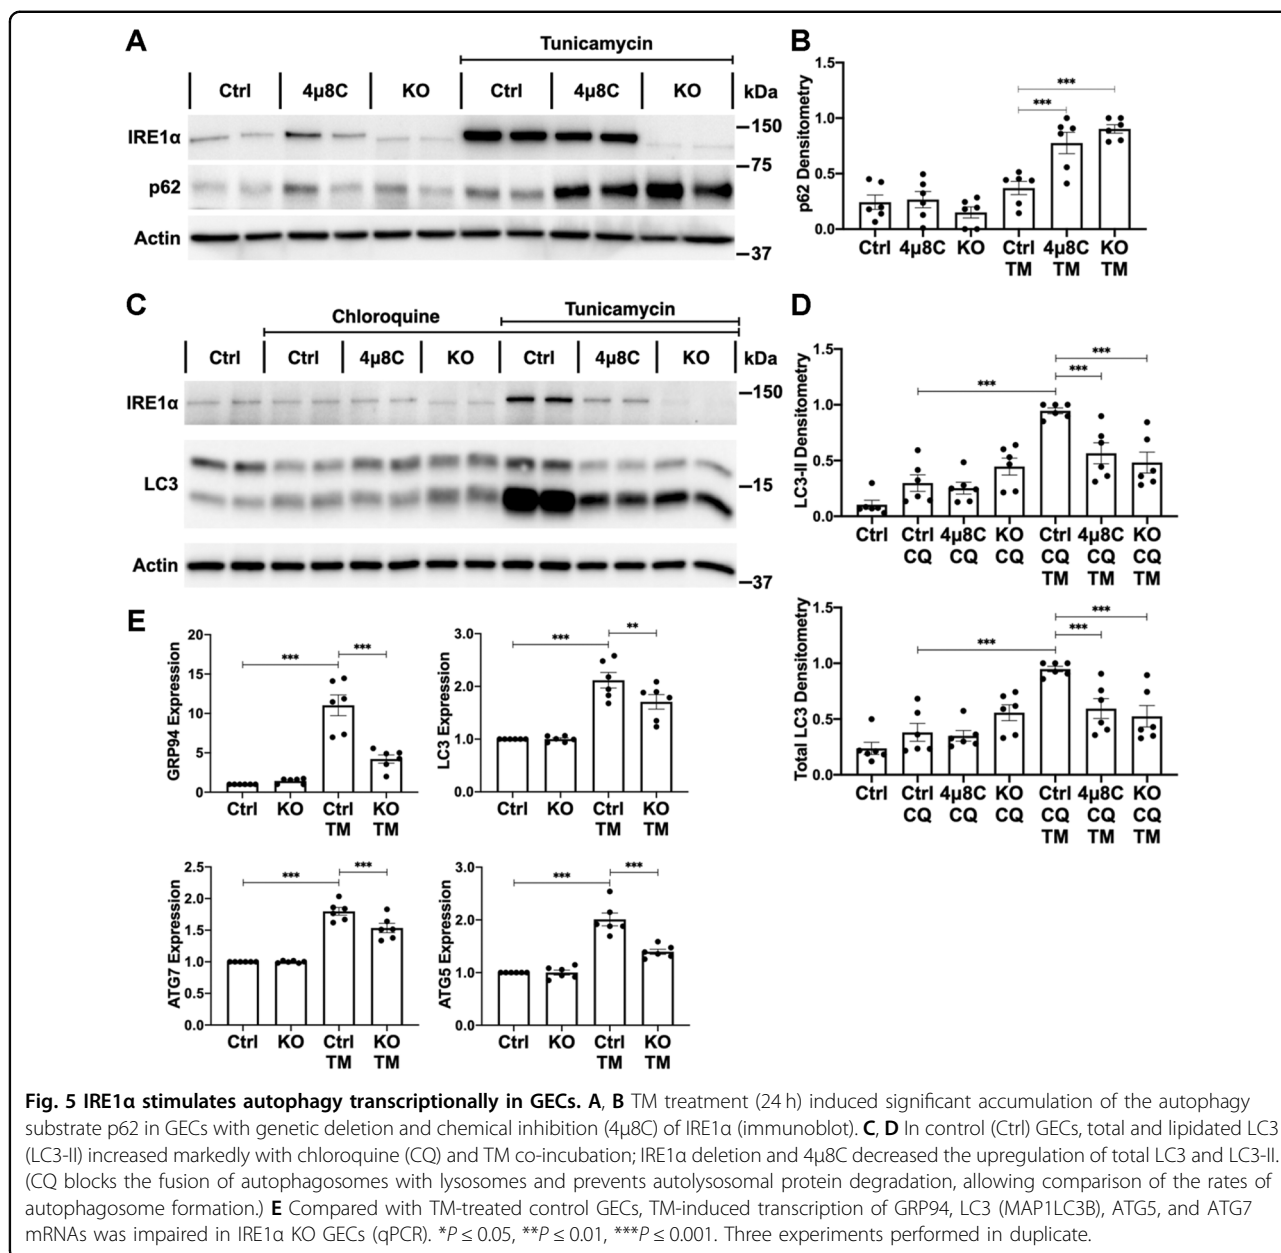 A
Tunicamycin
Ctrl 4µ8C KO Ctrl 4µ8C KO kDa
IRE1α
–150
–75
p62
Actin
–37
B
p62 Densitometry
1.5
1.0
0.5
0.0
***
***
Ctrl 4µ8C KO Ctrl 4µ8C KO
TM TM TM
C
Chloroquine Tunicamycin
Ctrl Ctrl 4µ8C KO Ctrl 4µ8C KO kDa
IRE1α
–150
LC3
–15
Actin
–37
D
LC3-II Densitometry
1.5
1.0
0.5
0.0
***
***
***
Ctrl Ctrl 4µ8C KO Ctrl 4µ8C KO
CQ CQ CQ CQ CQ CQ
TM TM TM
Total LC3 Densitometry
1.5
1.0
0.5
0.0
***
***
***
Ctrl Ctrl 4µ8C KO Ctrl 4µ8C KO
CQ CQ CQ CQ CQ CQ
TM TM TM
E
GRP94 Expression
20
15
10
5
0
***
***
Ctrl KO Ctrl KO
TM TM
LC3 Expression
3.0
2.0
1.0
0.0
***
**
Ctrl KO Ctrl KO
TM TM
ATG7 Expression
2.5
2.0
1.5
1.0
0.5
0.0
***
***
Ctrl KO Ctrl KO
TM TM
ATG5 Expression
3.0
2.0
1.0
0.0
***
***
Ctrl KO Ctrl KO
TM TM
Fig. 5 IRE1α stimulates autophagy transcriptionally in GECs. A, B TM treatment (24 h) induced significant accumulation of the autophagy
substrate p62 in GECs with genetic deletion and chemical inhibition (4µ8C) of IRE1α (immunoblot). C, D In control (Ctrl) GECs, total and lipidated LC3
(LC3-II) increased markedly with chloroquine (CQ) and TM co-incubation; IRE1α deletion and 4µ8C decreased the upregulation of total LC3 and LC3-II.
(CQ blocks the fusion of autophagosomes with lysosomes and prevents autolysosomal protein degradation, allowing comparison of the rates of
autophagosome formation.) E Compared with TM-treated control GECs, TM-induced transcription of GRP94, LC3 (MAP1LC3B), ATG5, and ATG7
mRNAs was impaired in IRE1α KO GECs (qPCR). *P ≤ 0.05, **P ≤ 0.01, ***P ≤ 0.001. Three experiments performed in duplicate.